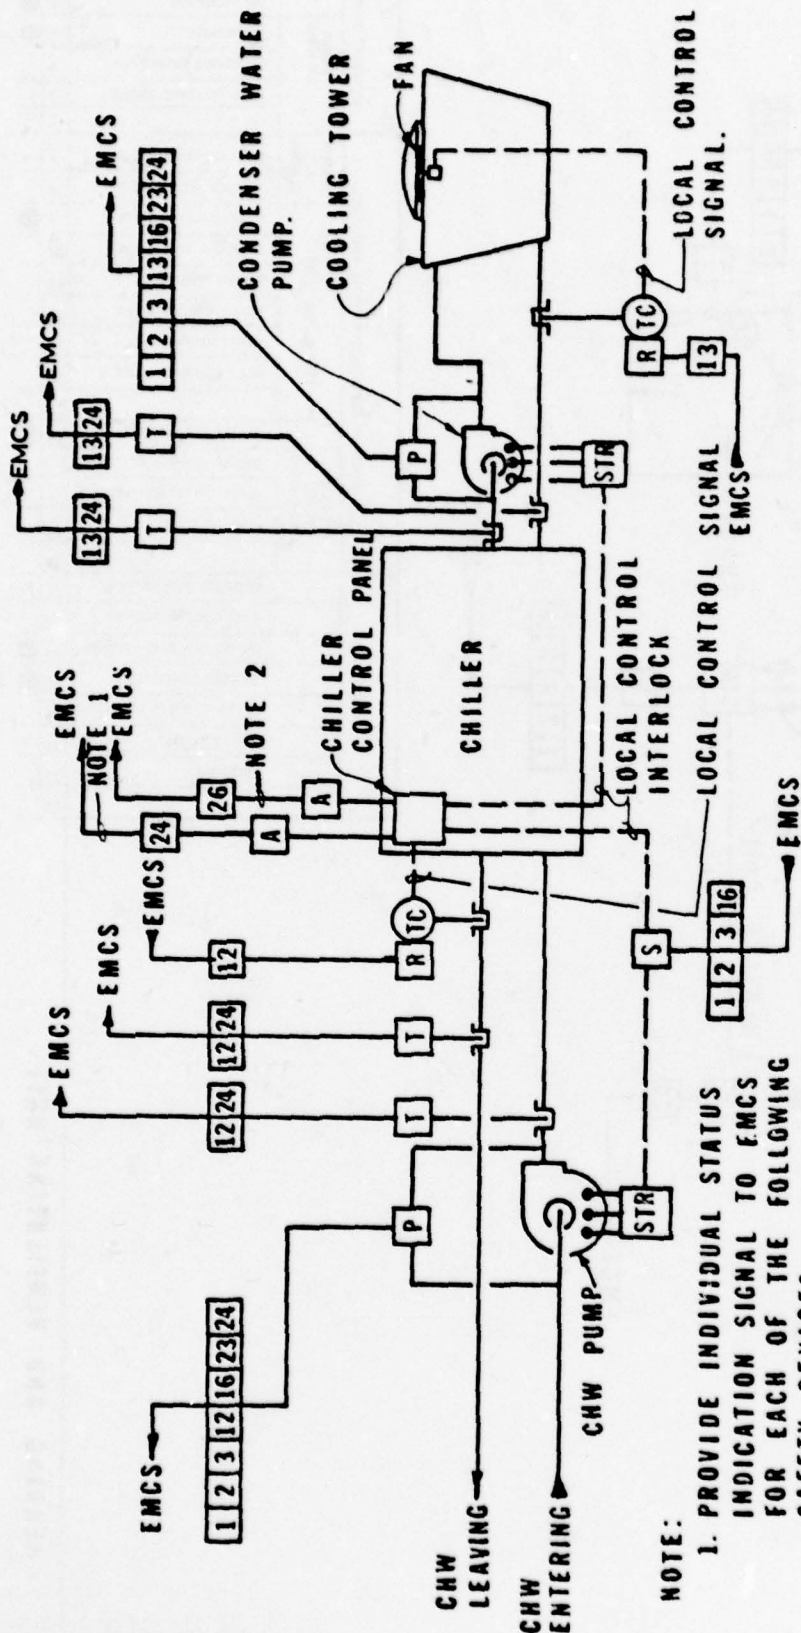 EMCS
1 2 3 12 16 23 24
P
EMCS
12 24
T
EMCS
12 24
T
EMCS
12
R
TC
EMCS
NOTE 1
EMCS
24
26
NOTE 2
A
A
CHILLER
CONTROL PANEL
EMCS
13 24
T
EMCS
13 24
T
EMCS
1 2 3 13 16 23 24
P
CONDENSER WATER
PUMP.
COOLING TOWER
FAN
CHILLER
CHW
LEAVING
CHW
ENTERING
CHW PUMP
STR
S
1 2 3 16
EMCS
LOCAL CONTROL
INTERLOCK
LOCAL CONTROL SIGNAL
STR
R
TC
13
EMCS
LOCAL CONTROL
SIGNAL.
NOTE:
1. PROVIDE INDIVIDUAL STATUS
INDICATION SIGNAL TO EMCS
FOR EACH OF THE FOLLOWING